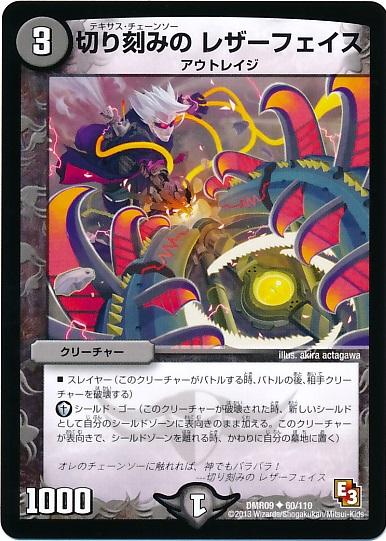 3
テキサス・チェーンソー
切り刻みの レザーフェイス
アウトレイジ
クリーチャー
illus. akira actagawa
■ スレイヤー (このクリーチャーがバトルする時、バトルの後、相手クリー
チャーを破壊する)
シールド・ゴー (このクリーチャーが破壊された時、新しいシールド
として自分のシールドゾーンに表向きのまま加える。このクリーチャー
が表向きで、シールドゾーンを離れる時、かわりに自分の墓地に置く)
オレのチェーンソーに触れれば、神でもバラバラ!
---切り刻みの レザーフェイス
1000
1
E3
DMR09 ◆ 60/110
©2013 Wizards/Shogakukan/Mitsui-Kids